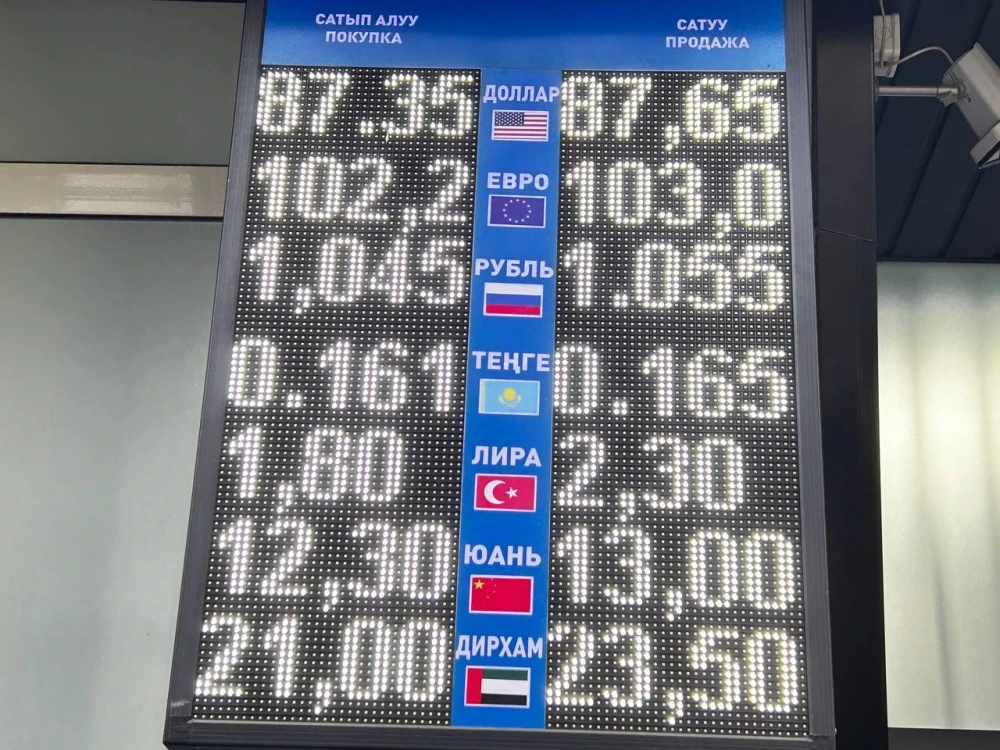 САТЫП АЛУУ
ПОКУПКА
САТУУ
ПРОДАЖА
87.35 ДОЛЛАР 87,65
102,2 ЕВРО 103,0
1,045 РУБЛЬ 1.055
0.161 ТЕҢГЕ 0.165
1,80 ЛИРА 2,30
12,30 ЮАНЬ 13,00
21,00 ДИРХАМ 23,50